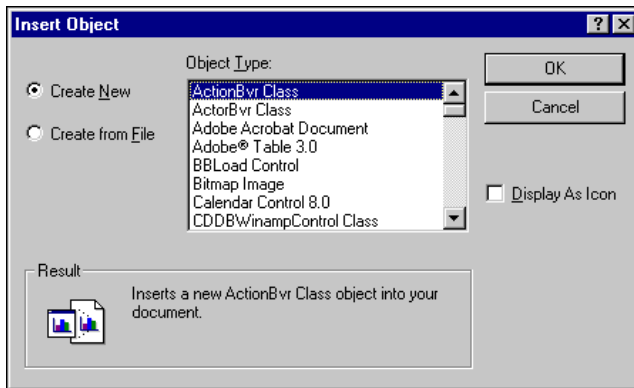 Insert Object
Object Type:
Create New
Create from File
ActionBvr Class
ActorBvr Class
Adobe Acrobat Document
Adobe® Table 3.0
BBLoad Control
Bitmap Image
Calendar Control 8.0
CDDBWinampControl Class
OK
Cancel
Display As Icon
Result
Inserts a new ActionBvr Class object into your
document.